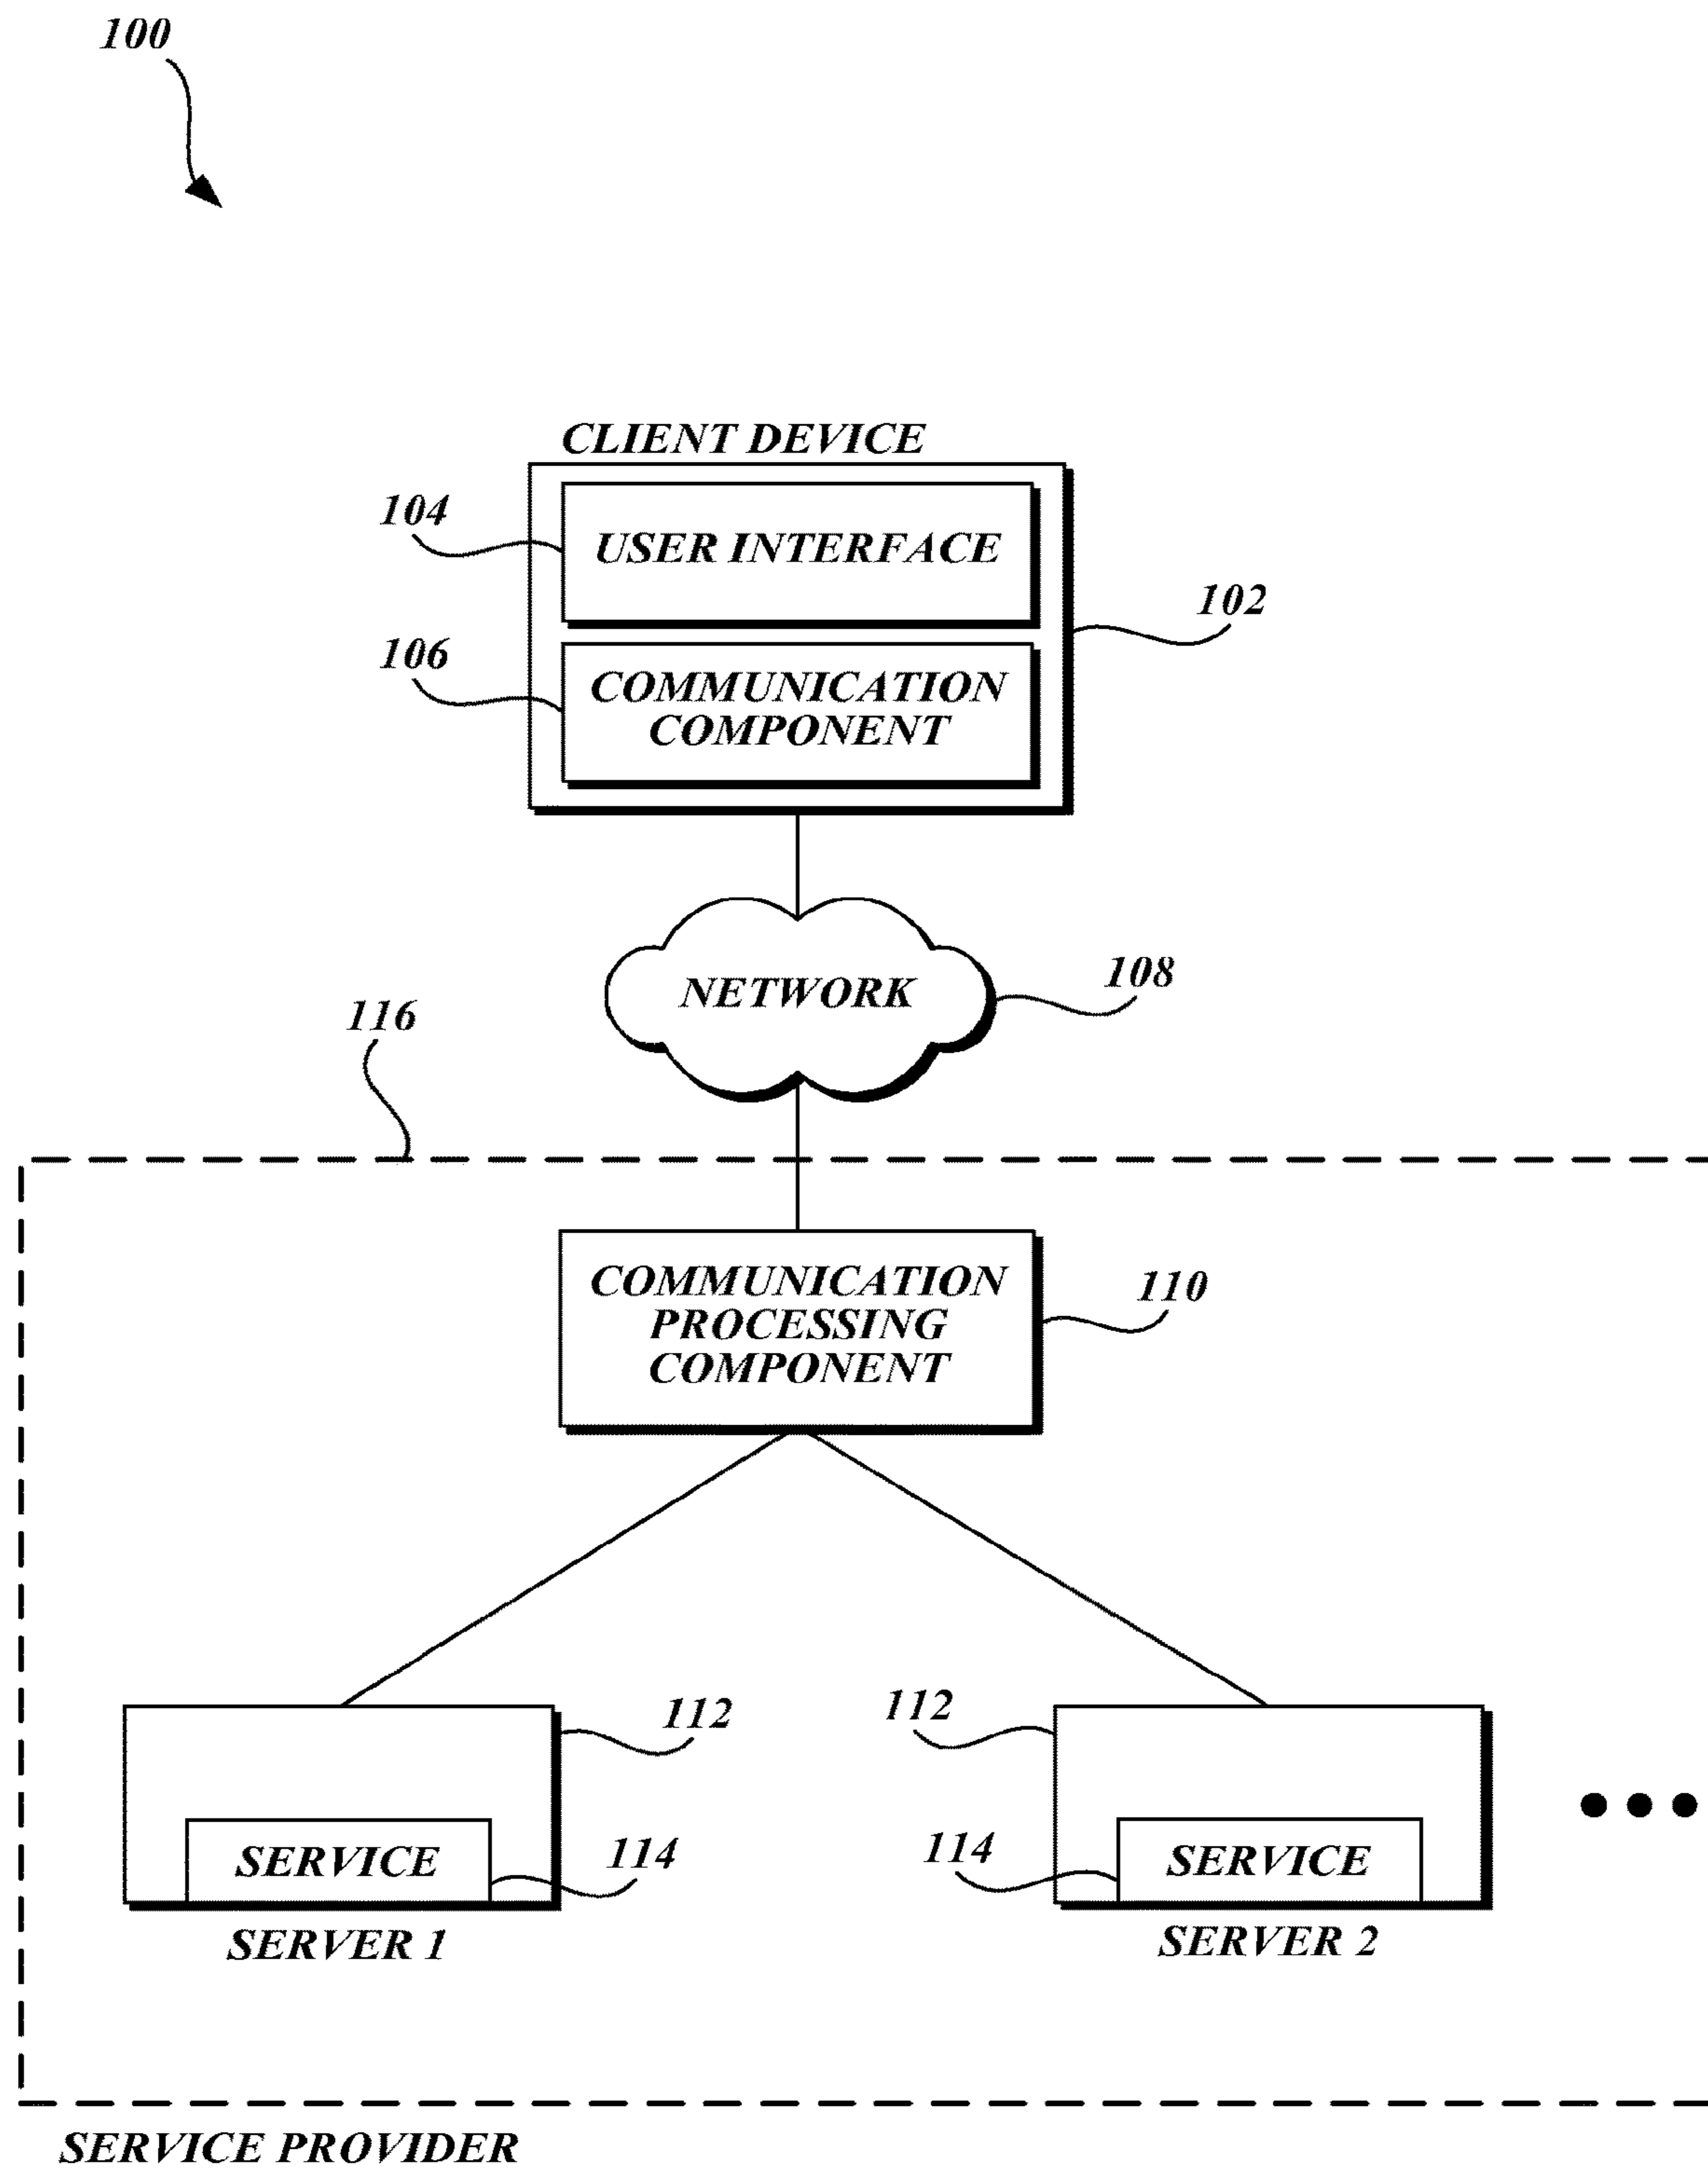 100
CLIENT DEVICE
104
USER INTERFACE
102
106
COMMUNICATION
COMPONENT
NETWORK
108
116
COMMUNICATION
PROCESSING
COMPONENT
110
112
112
SERVICE
114
114
SERVICE
SERVER 1
SERVER 2
SERVICE PROVIDER